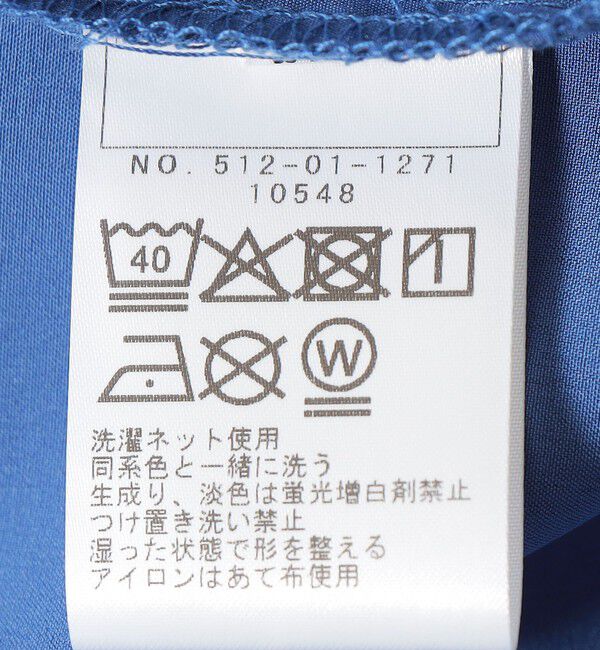 NO. 512-01-1271
10548
40
W
洗濯ネット使用
同系色と一緒に洗う
生成り、淡色は蛍光増白剤禁止
つけ置き洗い禁止
湿った状態で形を整える
アイロンはあて布使用